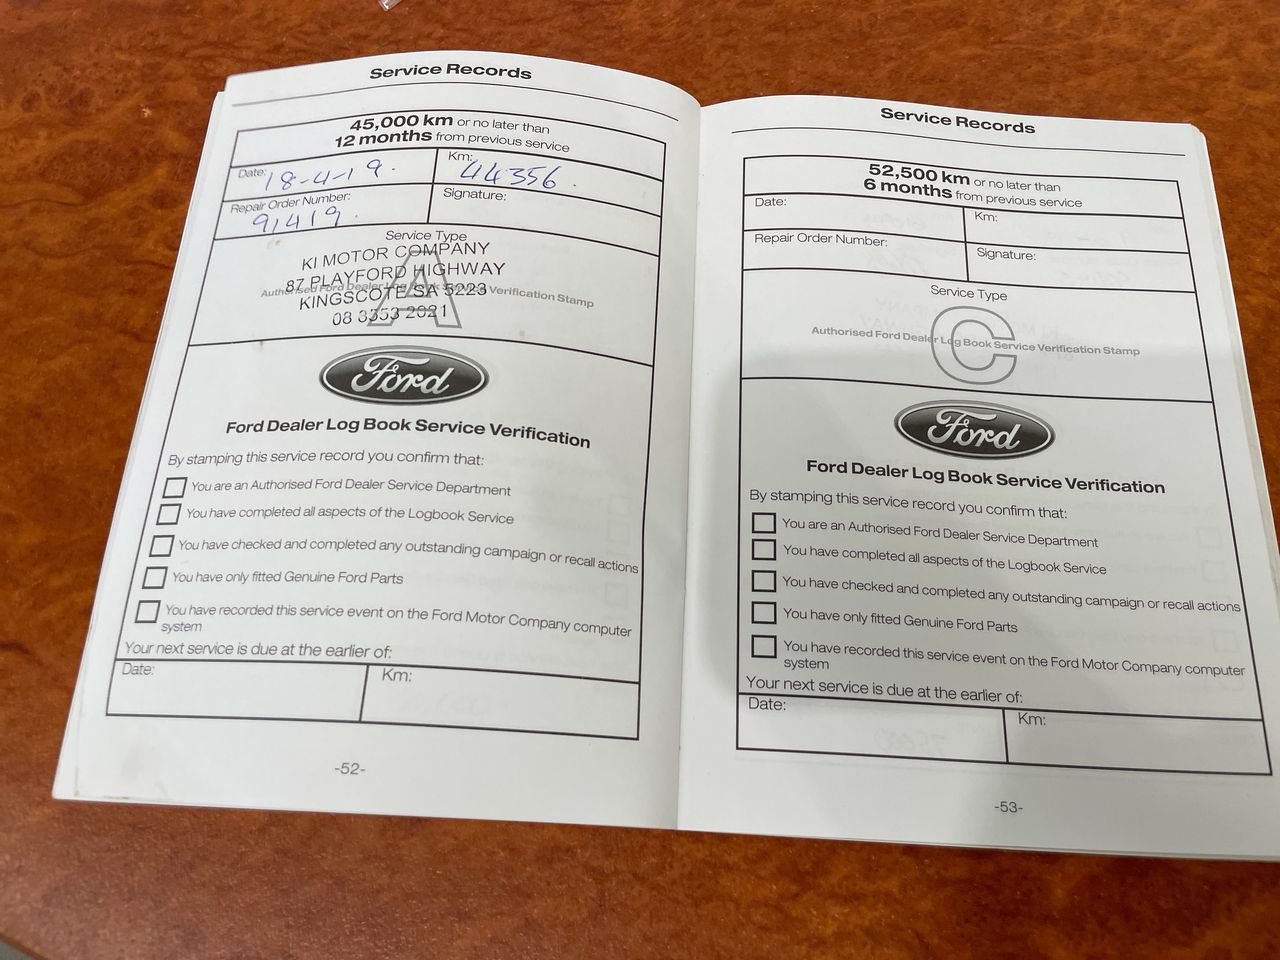 Service Records
45,000 km or no later than
12 months from previous service
Date: 18-4-19.
Km: 44356.
Repair Order Number: 91419.
Signature:
Service Type
A
Authorised Ford Dealer Log Book Service Verification Stamp
KI MOTOR COMPANY
87 PLAYFORD HIGHWAY
KINGSCOTE SA 5223
08 3353 2021
Ford
Ford Dealer Log Book Service Verification
By stamping this service record you confirm that:
You are an Authorised Ford Dealer Service Department
You have completed all aspects of the Logbook Service
You have checked and completed any outstanding campaign or recall actions
You have only fitted Genuine Ford Parts
You have recorded this service event on the Ford Motor Company computer
system
Your next service is due at the earlier of:
Date:
Km:
-52-
Service Records
52,500 km or no later than
6 months from previous service
Date:
Km:
Repair Order Number:
Signature:
Service Type
C
Authorised Ford Dealer Log Book Service Verification Stamp
Ford
Ford Dealer Log Book Service Verification
By stamping this service record you confirm that:
You are an Authorised Ford Dealer Service Department
You have completed all aspects of the Logbook Service
You have checked and completed any outstanding campaign or recall actions
You have only fitted Genuine Ford Parts
You have recorded this service event on the Ford Motor Company computer
system
Your next service is due at the earlier of:
Date:
Km:
-53-